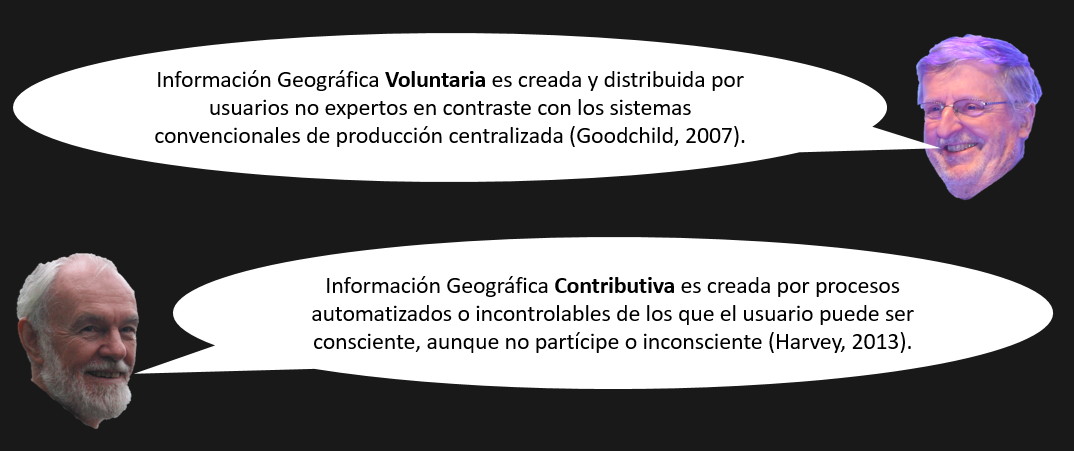 Información Geográfica Voluntaria es creada y distribuida por
usuarios no expertos en contraste con los sistemas
convencionales de producción centralizada (Goodchild, 2007).
Información Geográfica Contributiva es creada por procesos
automatizados o incontrolables de los que el usuario puede ser
consciente, aunque no partícipe o inconsciente (Harvey, 2013).